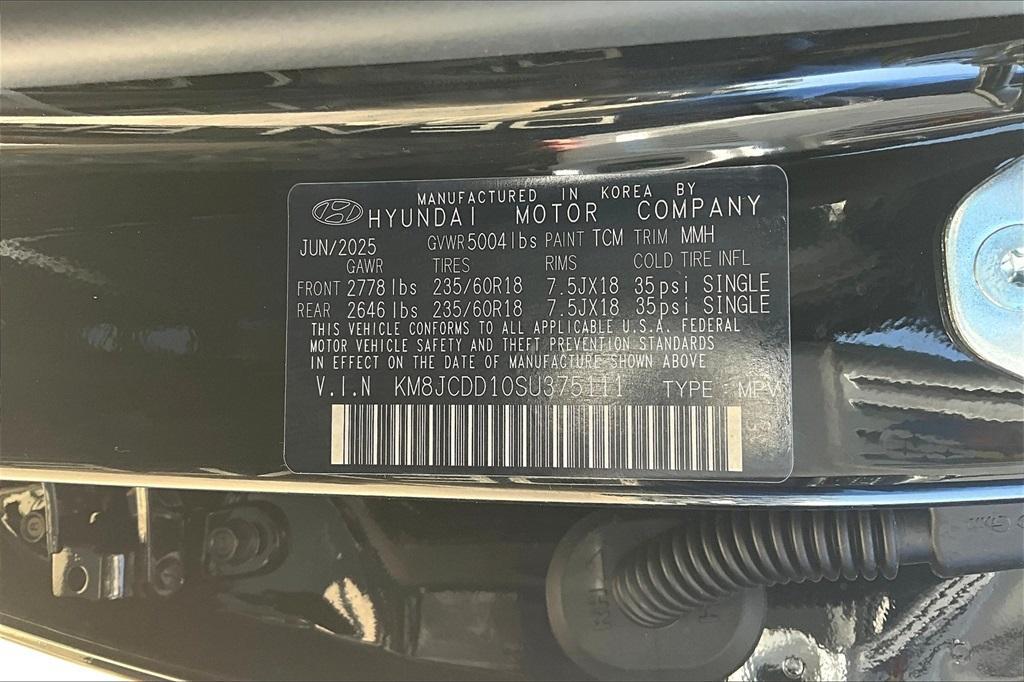 MANUFACTURED IN KOREA BY
HYUNDAI MOTOR COMPANY
JUN/2025 GVWR 5004 lbs PAINT TCM TRIM MMH
GAWR TIRES RIMS COLD TIRE INFL
FRONT 2778 lbs 235/60R18 7.5JX18 35psi SINGLE
REAR 2646 lbs 235/60R18 7.5JX18 35psi SINGLE
THIS VEHICLE CONFORMS TO ALL APPLICABLE U.S.A. FEDERAL
MOTOR VEHICLE SAFETY AND THEFT PREVENTION STANDARDS
IN EFFECT ON THE DATE OF MANUFACTURE SHOWN ABOVE
V.I.N KM8JCDD10SU375111 TYPE MPV